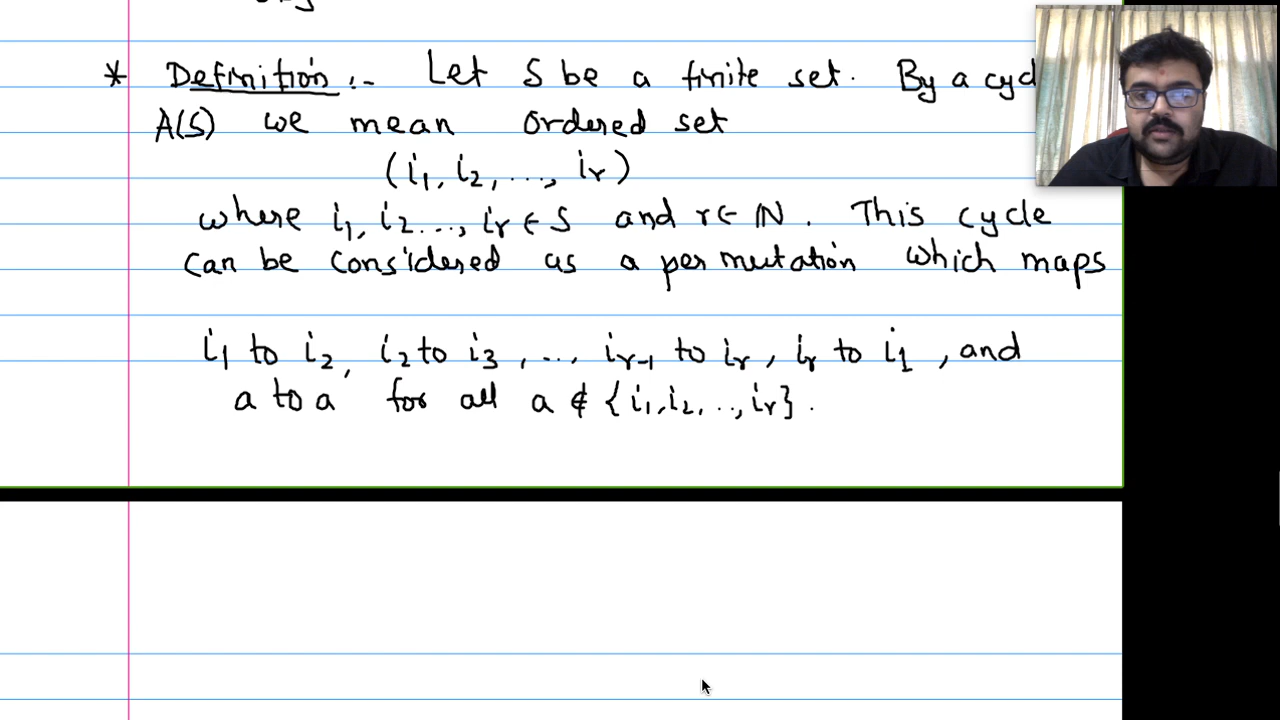 * Definition :- Let S be a finite set. By a cyc
A(S) we mean ordered set
(i₁, i₂, ..., iᵣ)
where i₁, i₂..., iᵣ ∈ S and r ∈ ℕ. This cycle
can be considered as a permutation which maps
i₁ to i₂, i₂ to i₃, ..., iᵣ₋₁ to iᵣ, iᵣ to i₁, and
a to a for all a ∉ {i₁, i₂, .., iᵣ}.